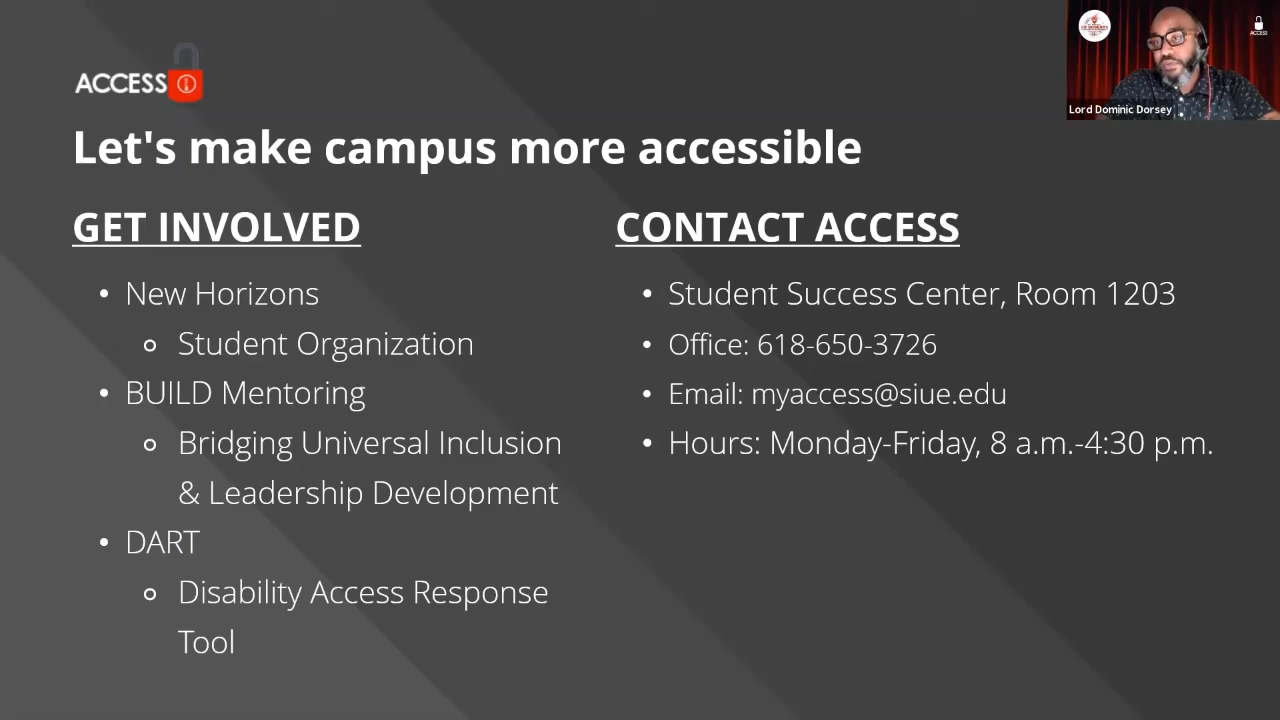 ACCESS
Let's make campus more accessible
GET INVOLVED
• New Horizons
Student Organization
• BUILD Mentoring
Bridging Universal Inclusion
& Leadership Development
• DART
Disability Access Response
Tool
CONTACT ACCESS
• Student Success Center, Room 1203
• Office: 618-650-3726
• Email: myaccess@siue.edu
• Hours: Monday-Friday, 8 a.m.-4:30 p.m.
ACCESS
Lord Dominic Dorsey